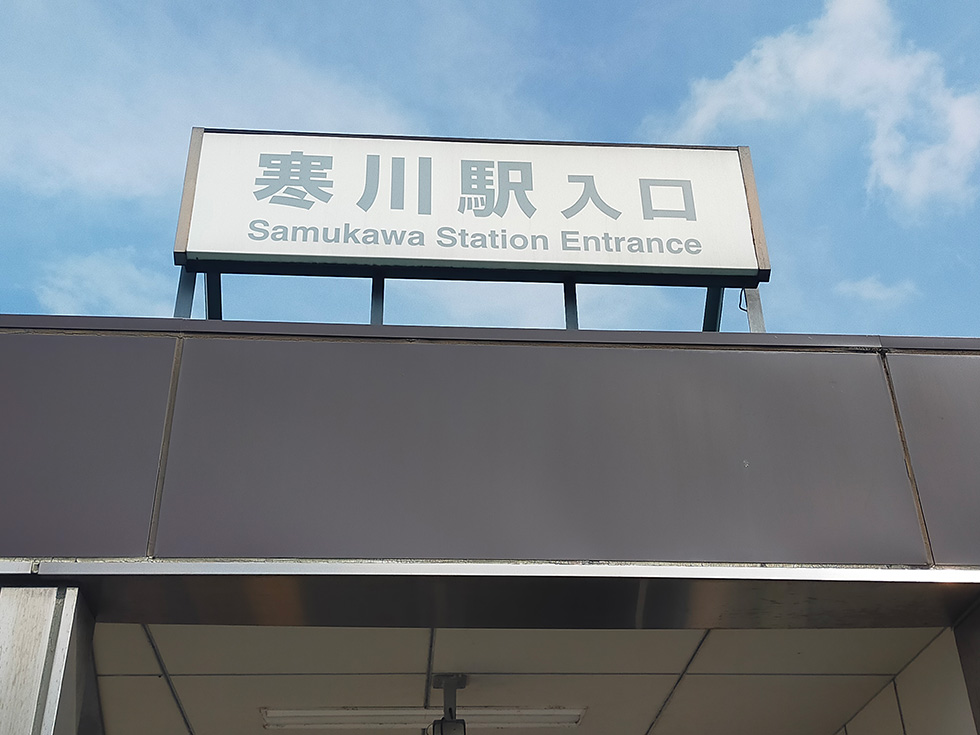 寒川駅 入口
Samukawa Station Entrance